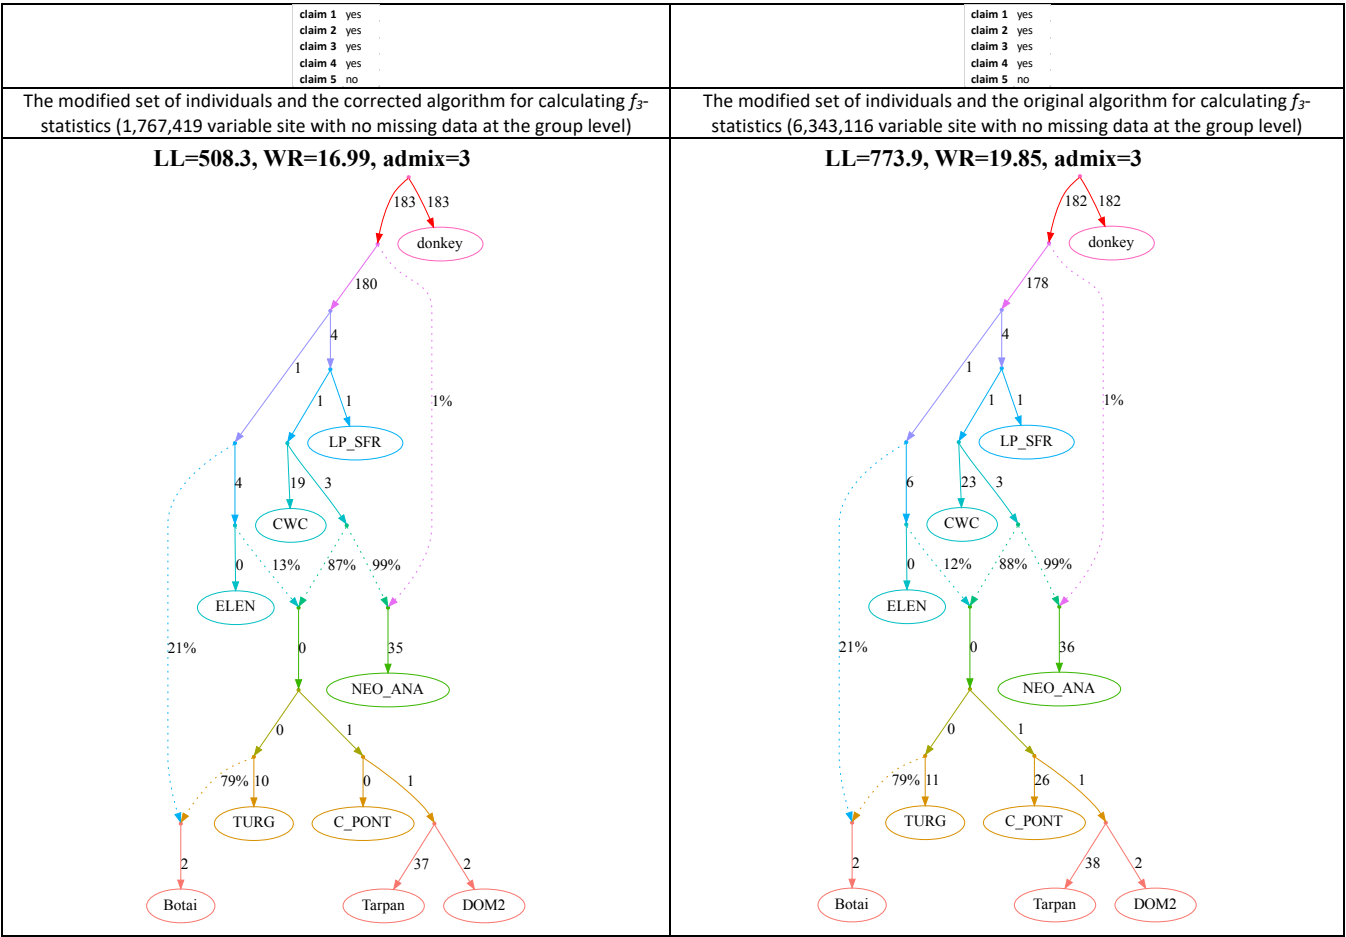 claim 1 yes
claim 2 yes
claim 3 yes
claim 4 yes
claim 5 no
The modified set of individuals and the corrected algorithm for calculating f3-
statistics (1,767,419 variable site with no missing data at the group level)
LL=508.3, WR=16.99, admix=3
183 183
donkey
180
4
1
1 1
1%
LP_SFR
4
19
3
CWC
0
13%
87%
99%
ELEN
21%
0
35
NEO_ANA
0
1
79%
10
0
1
TURG
C_PONT
2
37
2
Botai
Tarpan
DOM2
claim 1 yes
claim 2 yes
claim 3 yes
claim 4 yes
claim 5 no
The modified set of individuals and the original algorithm for calculating f3-
statistics (6,343,116 variable site with no missing data at the group level)
LL=773.9, WR=19.85, admix=3
182 182
donkey
178
4
1
1 1
1%
LP_SFR
6
23
3
CWC
0
12%
88%
99%
ELEN
21%
0
36
NEO_ANA
0
1
79%
11
26
1
TURG
C_PONT
2
38
2
Botai
Tarpan
DOM2